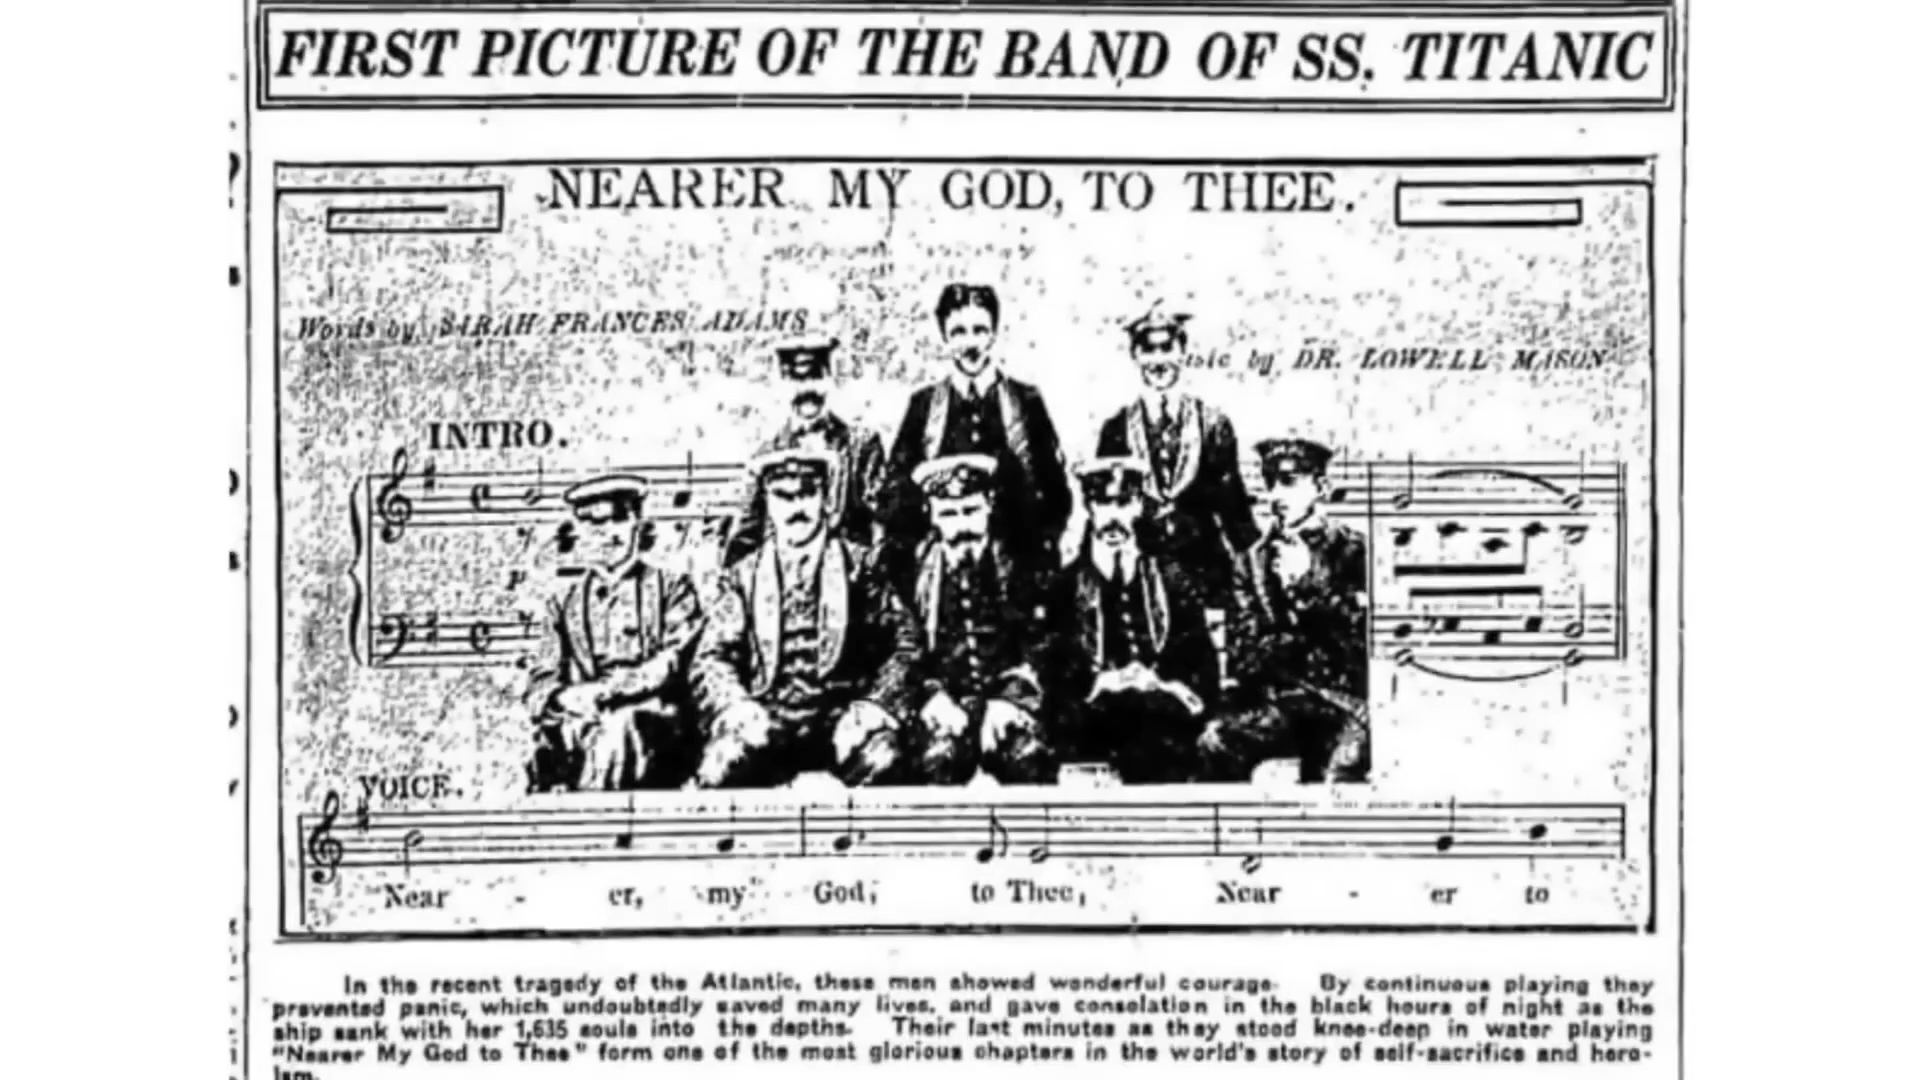 FIRST PICTURE OF THE BAND OF SS. TITANIC
NEARER MY GOD, TO THEE.
Words by SARAH FRANCES ADAMS
by DR. LOWELL MASON
INTRO.
p
VOICE.
Near - er, my God, to Thee, Near - er to
In the recent tragedy of the Atlantic, these men showed wonderful courage. By continuous playing they
prevented panic, which undoubtedly saved many lives, and gave consolation in the black hours of night as the
ship sank with her 1,635 souls into the depths. Their last minutes as they stood knee-deep in water playing
"Nearer My God to Thee" form one of the most glorious chapters in the world's story of self-sacrifice and hero-
ism.